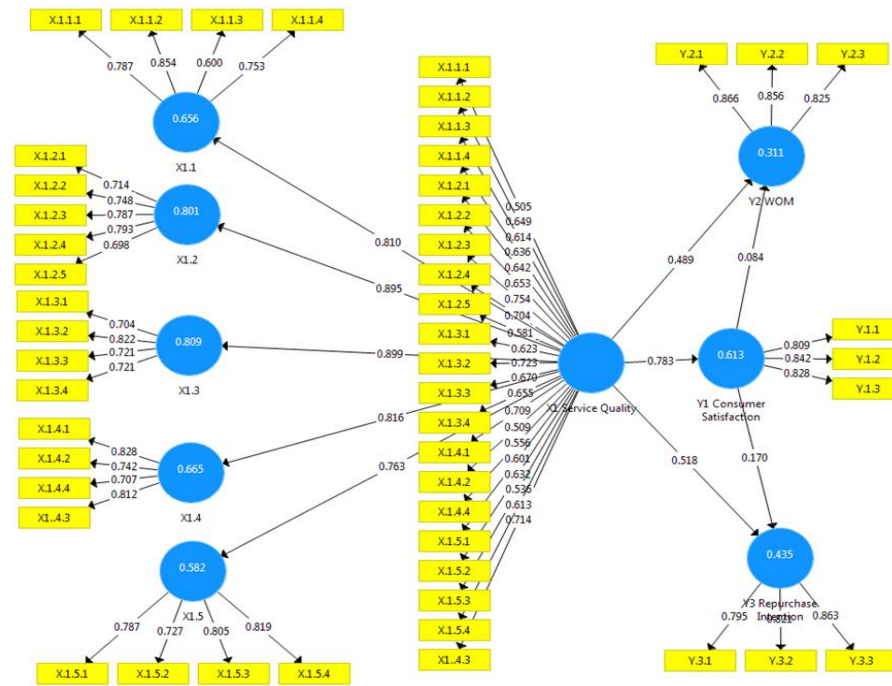 X.1.1.1
X.1.1.2
X.1.1.3
X.1.1.4
0.787
0.854
0.600
0.753
0.656
X1.1
X.1.2.1
X.1.2.2
X.1.2.3
X.1.2.4
X.1.2.5
0.714
0.748
0.787
0.793
0.698
0.801
X1.2
X.1.3.1
X.1.3.2
X.1.3.3
X.1.3.4
0.704
0.822
0.721
0.721
0.809
X1.3
X.1.4.1
X.1.4.2
X.1.4.4
X1..4.3
0.828
0.742
0.707
0.812
0.665
X1.4
0.582
X1.5
0.787
0.727
0.805
0.819
X.1.5.1
X.1.5.2
X.1.5.3
X.1.5.4
0.810
0.895
0.899
0.816
0.763
X.1.1.1
X.1.1.2
X.1.1.3
X.1.1.4
X.1.2.1
X.1.2.2
X.1.2.3
X.1.2.4
X.1.2.5
X.1.3.1
X.1.3.2
X.1.3.3
X.1.3.4
X.1.4.1
X.1.4.2
X.1.4.4
X.1.5.1
X.1.5.2
X.1.5.3
X.1.5.4
X1..4.3
0.505
0.649
0.614
0.636
0.642
0.653
0.754
0.704
0.581
0.623
0.723
0.670
0.655
0.709
0.509
0.556
0.601
0.632
0.536
0.613
0.714
X1 Service Quality
0.489
0.783
0.518
Y.2.1
Y.2.2
Y.2.3
0.866
0.856
0.825
0.311
Y2 WOM
0.084
0.613
Y1 Consumer
Satisfaction
0.809
0.842
0.828
Y.1.1
Y.1.2
Y.1.3
0.170
0.435
Y3 Repurchase
Intention
0.795
0.821
0.863
Y.3.1
Y.3.2
Y.3.3